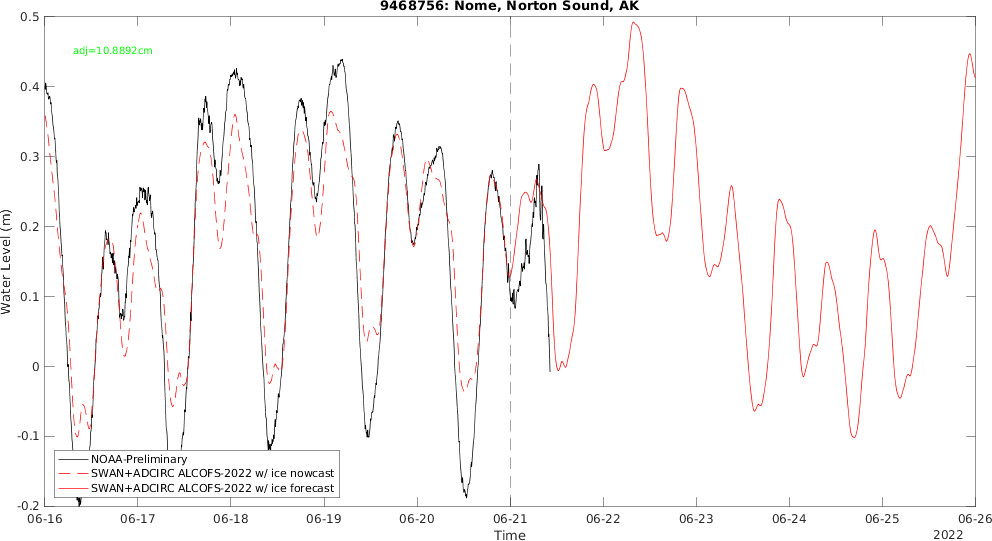 9468756: Nome, Norton Sound, AK
adj=10.8892cm
0.5
0.4
0.3
0.2
0.1
0
-0.1
-0.2
Water Level (m)
NOAA-Preliminary
SWAN+ADCIRC ALCOFS-2022 w/ ice nowcast
SWAN+ADCIRC ALCOFS-2022 w/ ice forecast
06-16 06-17 06-18 06-19 06-20 06-21 06-22 06-23 06-24 06-25 06-26
Time
2022